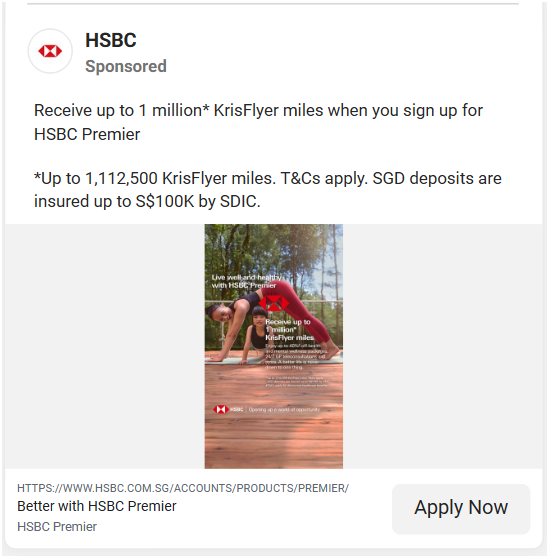 HSBC
Sponsored
Receive up to 1 million* KrisFlyer miles when you sign up for
HSBC Premier
*Up to 1,112,500 KrisFlyer miles. T&Cs apply. SGD deposits are
insured up to S$100K by SDIC.
Live well and healthy
with HSBC Premier
Receive up to
1 million*
KrisFlyer miles
HSBC | Opening up a world of opportunity
HTTPS://WWW.HSBC.COM.SG/ACCOUNTS/PRODUCTS/PREMIER/
Better with HSBC Premier
HSBC Premier
Apply Now